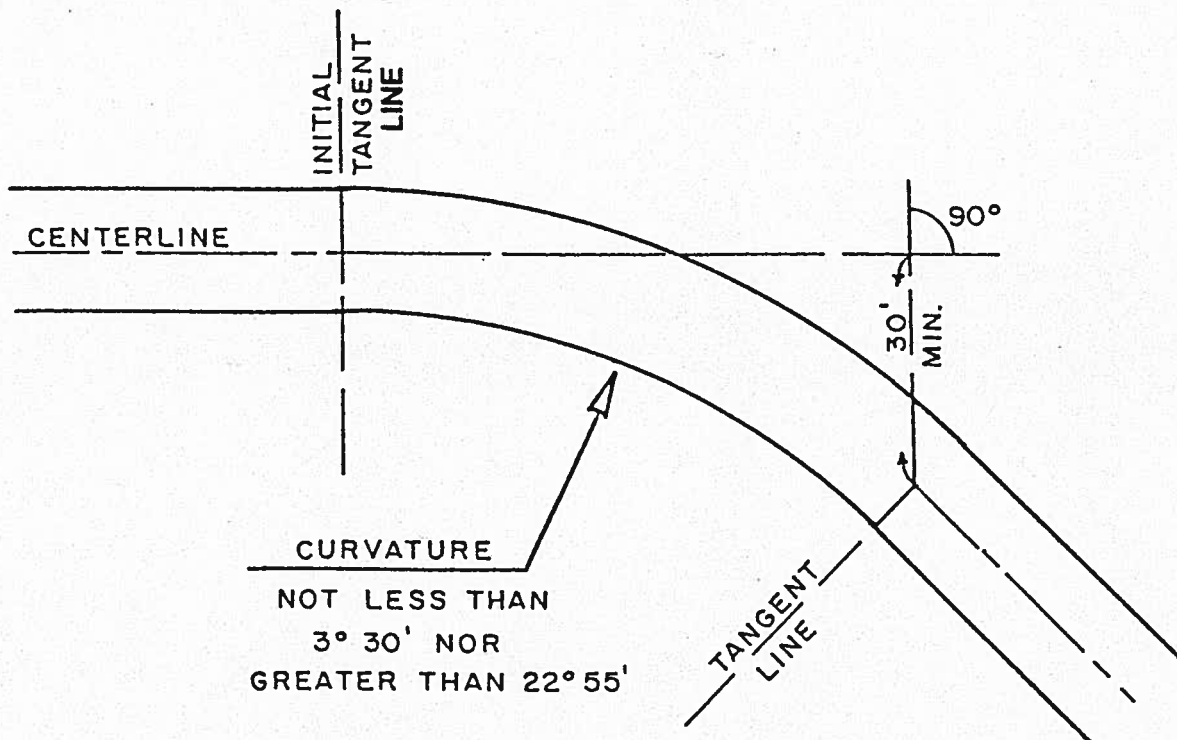 INITIAL
TANGENT
LINE
CENTERLINE
90°
30'
MIN.
CURVATURE
NOT LESS THAN
3° 30' NOR
GREATER THAN 22° 55'
TANGENT
LINE